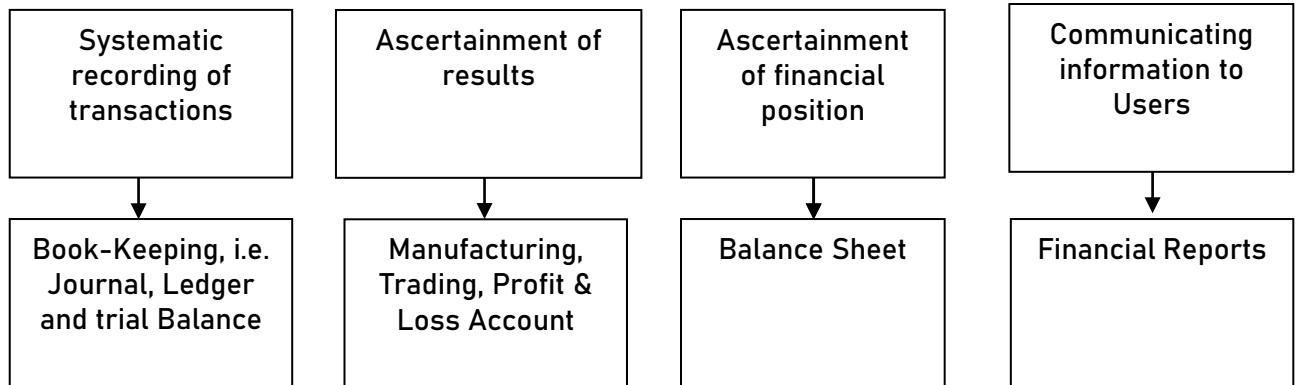 Systematic
recording of
transactions
Ascertainment of
results
Ascertainment
of financial
position
Communicating
information to
Users
Book-Keeping, i.e.
Journal, Ledger
and trial Balance
Manufacturing,
Trading, Profit &
Loss Account
Balance Sheet
Financial Reports